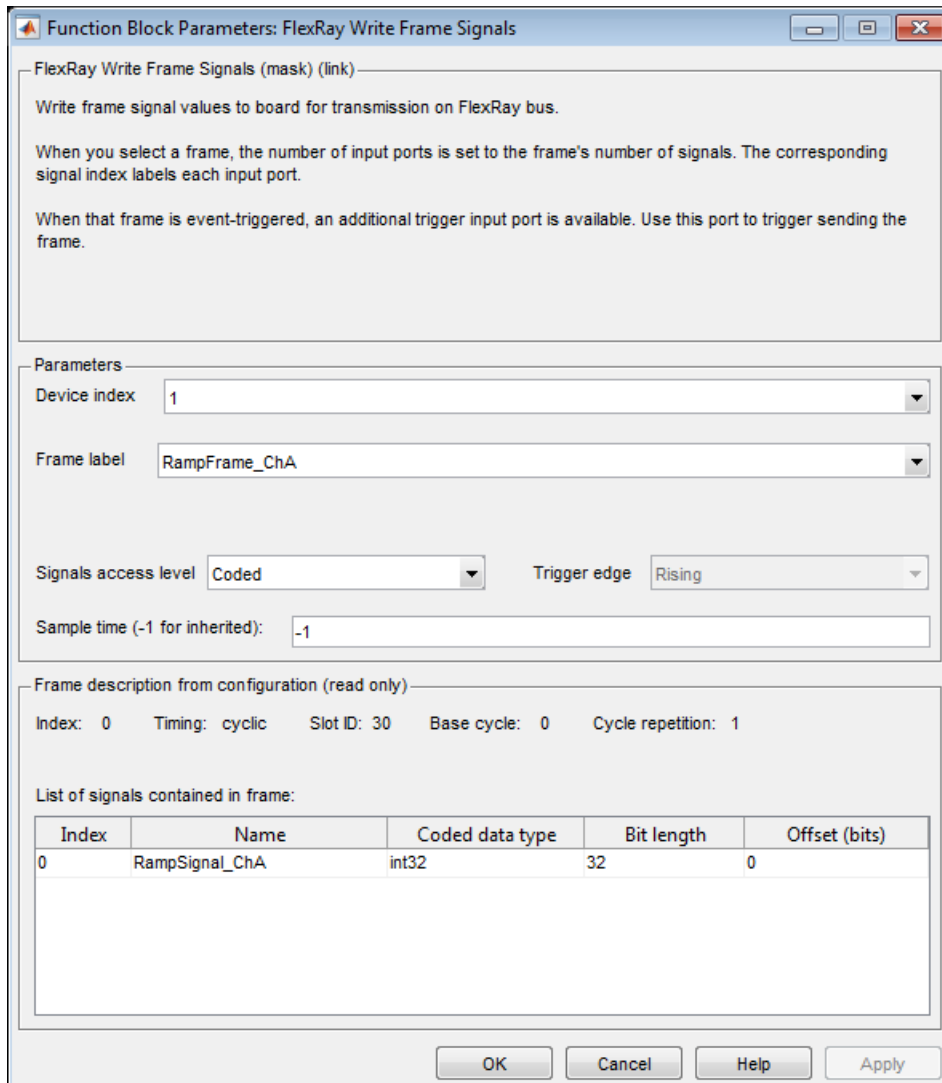 Function Block Parameters: FlexRay Write Frame Signals
FlexRay Write Frame Signals (mask) (link)
Write frame signal values to board for transmission on FlexRay bus.
When you select a frame, the number of input ports is set to the frame's number of signals. The corresponding
signal index labels each input port.
When that frame is event-triggered, an additional trigger input port is available. Use this port to trigger sending the
frame.
Parameters
Device index 1
Frame label RampFrame_ChA
Signals access level Coded Trigger edge Rising
Sample time (-1 for inherited): -1
Frame description from configuration (read only)
Index: 0 Timing: cyclic Slot ID: 30 Base cycle: 0 Cycle repetition: 1
List of signals contained in frame:
Index Name Coded data type Bit length Offset (bits)
0 RampSignal_ChA int32 32 0
OK Cancel Help Apply